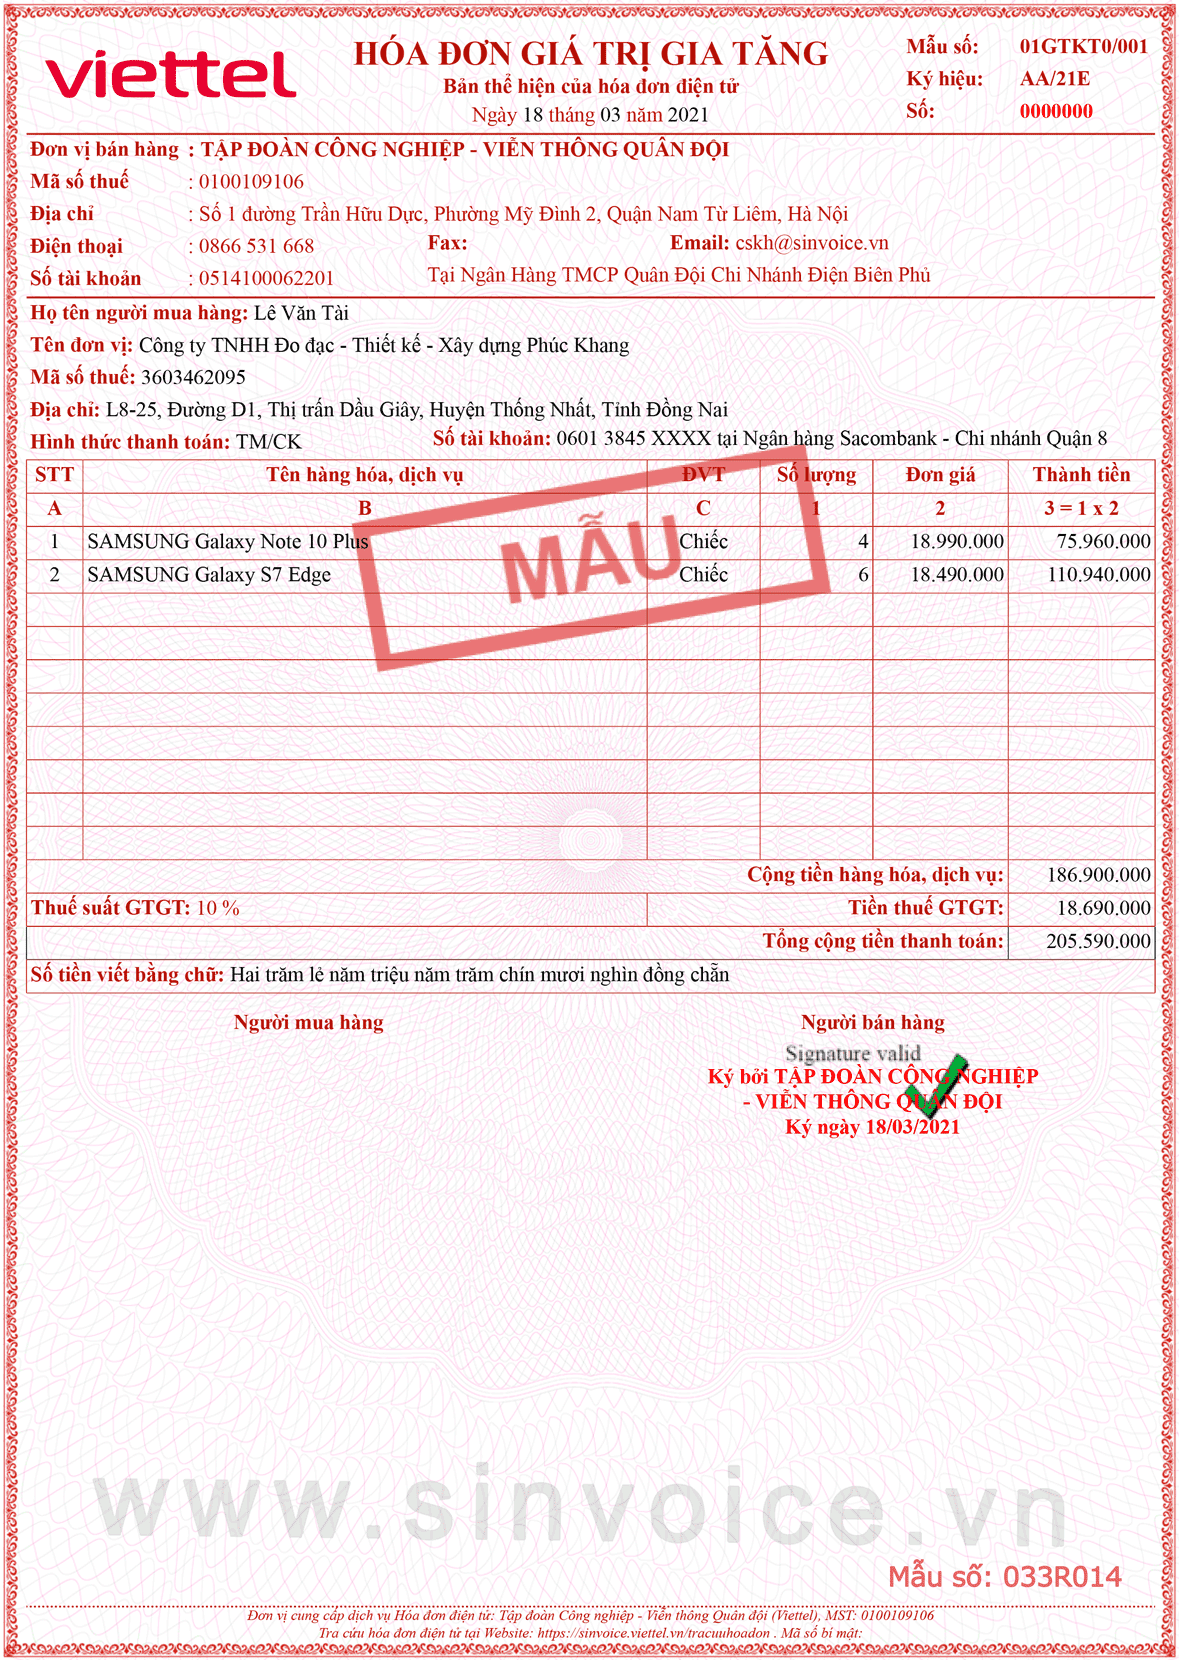 viettel
HÓA ĐƠN GIÁ TRỊ GIA TĂNG
Bản thể hiện của hóa đơn điện tử
Ngày 18 tháng 03 năm 2021
Mẫu số: 01GTKT0/001
Ký hiệu: AA/21E
Số: 0000000
Đơn vị bán hàng : TẬP ĐOÀN CÔNG NGHIỆP - VIỄN THÔNG QUÂN ĐỘI
Mã số thuế : 0100109106
Địa chỉ : Số 1 đường Trần Hữu Dực, Phường Mỹ Đình 2, Quận Nam Từ Liêm, Hà Nội
Điện thoại : 0866 531 668 Fax: Email: cskh@sinvoice.vn
Số tài khoản : 0514100062201 Tại Ngân Hàng TMCP Quân Đội Chi Nhánh Điện Biên Phủ
Họ tên người mua hàng: Lê Văn Tài
Tên đơn vị: Công ty TNHH Đo đạc - Thiết kế - Xây dựng Phúc Khang
Mã số thuế: 3603462095
Địa chỉ: L8-25, Đường D1, Thị trấn Dầu Giây, Huyện Thống Nhất, Tỉnh Đồng Nai
Hình thức thanh toán: TM/CK Số tài khoản: 0601 3845 XXXX tại Ngân hàng Sacombank - Chi nhánh Quận 8
STT Tên hàng hóa, dịch vụ ĐVT Số lượng Đơn giá Thành tiền
A B C 1 2 3 = 1 x 2
1 SAMSUNG Galaxy Note 10 Plus Chiếc 4 18.990.000 75.960.000
2 SAMSUNG Galaxy S7 Edge Chiếc 6 18.490.000 110.940.000
MẪU
Cộng tiền hàng hóa, dịch vụ: 186.900.000
Thuế suất GTGT: 10 % Tiền thuế GTGT: 18.690.000
Tổng cộng tiền thanh toán: 205.590.000
Số tiền viết bằng chữ: Hai trăm lẻ năm triệu năm trăm chín mươi nghìn đồng chẵn
Người mua hàng Người bán hàng
Signature valid
Ký bởi TẬP ĐOÀN CÔNG NGHIỆP
- VIỄN THÔNG QUÂN ĐỘI
Ký ngày 18/03/2021
www.sinvoice.vn
Mẫu số: 033R014
Đơn vị cung cấp dịch vụ Hóa đơn điện tử: Tập đoàn Công nghiệp - Viễn thông Quân đội (Viettel), MST: 0100109106
Tra cứu hóa đơn điện tử tại Website: https://sinvoice.viettel.vn/tracuuhoadon . Mã số bí mật: